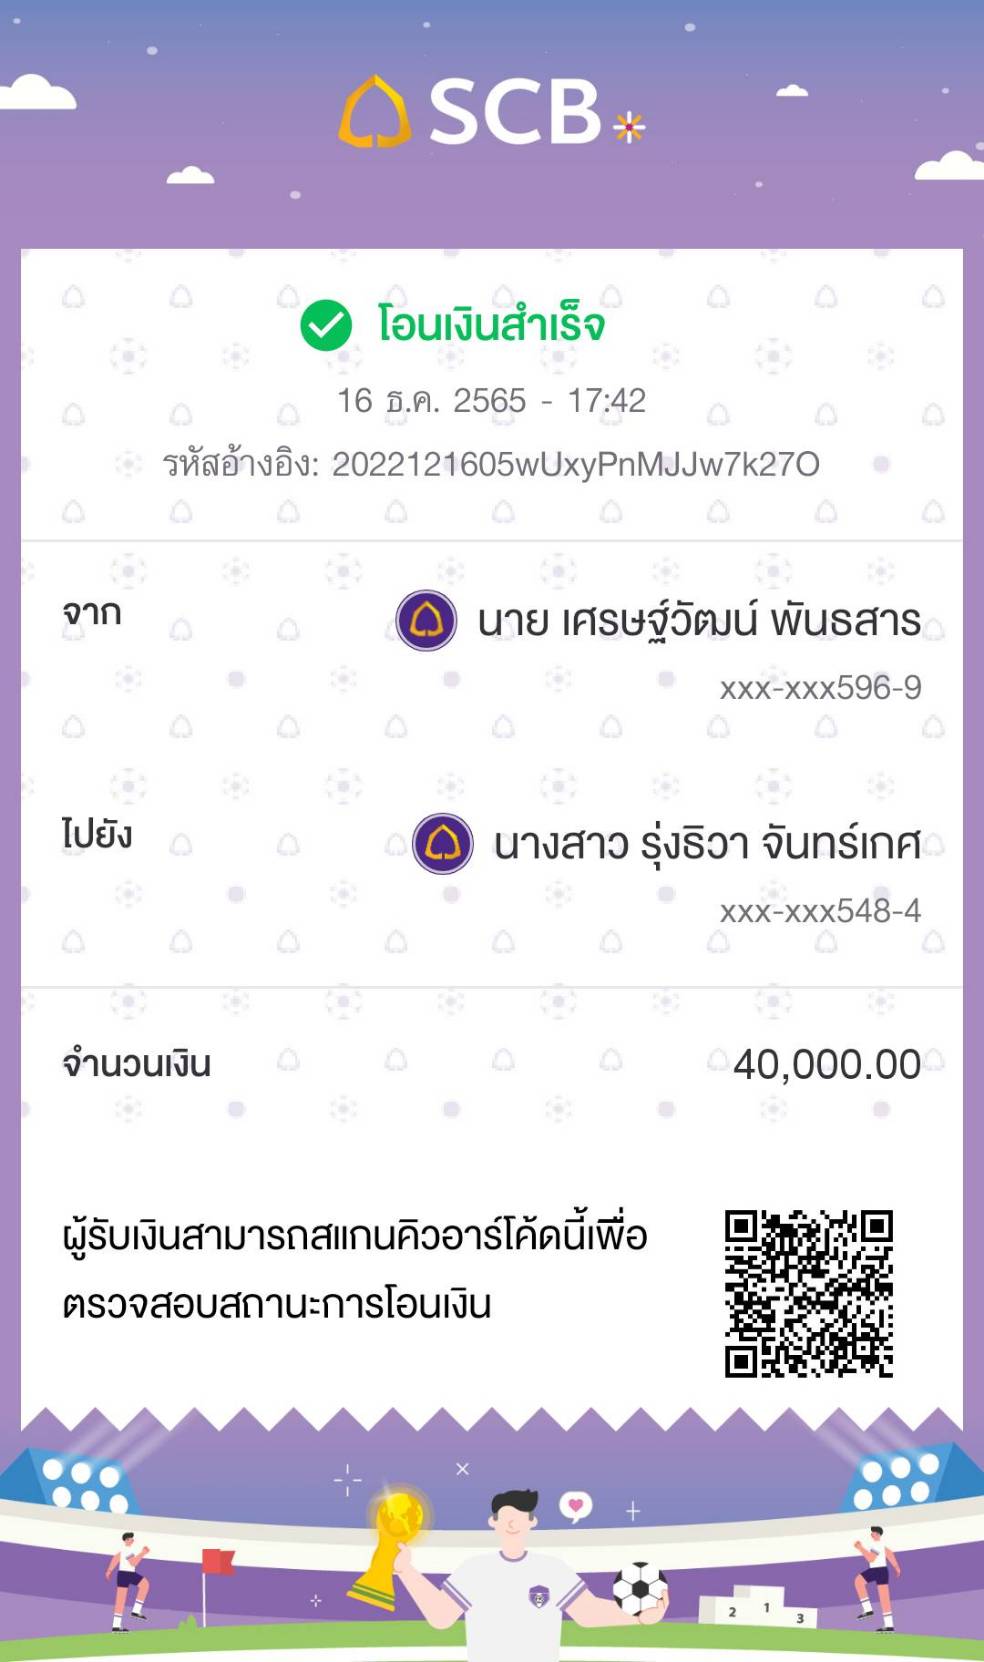 SCB
โอนเงินสำเร็จ
16 ธ.ค. 2565 - 17:42
รหัสอ้างอิง: 2022121605wUxyPnMJJw7k27O
จาก
นาย เศรษฐ์วัฒน์ พันธสาร
xxx-xxx596-9
ไปยัง
นางสาว รุ่งธิวา จันทร์เกศ
xxx-xxx548-4
จำนวนเงิน
40,000.00
ผู้รับเงินสามารถสแกนคิวอาร์โค้ดนี้เพื่อ
ตรวจสอบสถานะการโอนเงิน
2 1 3